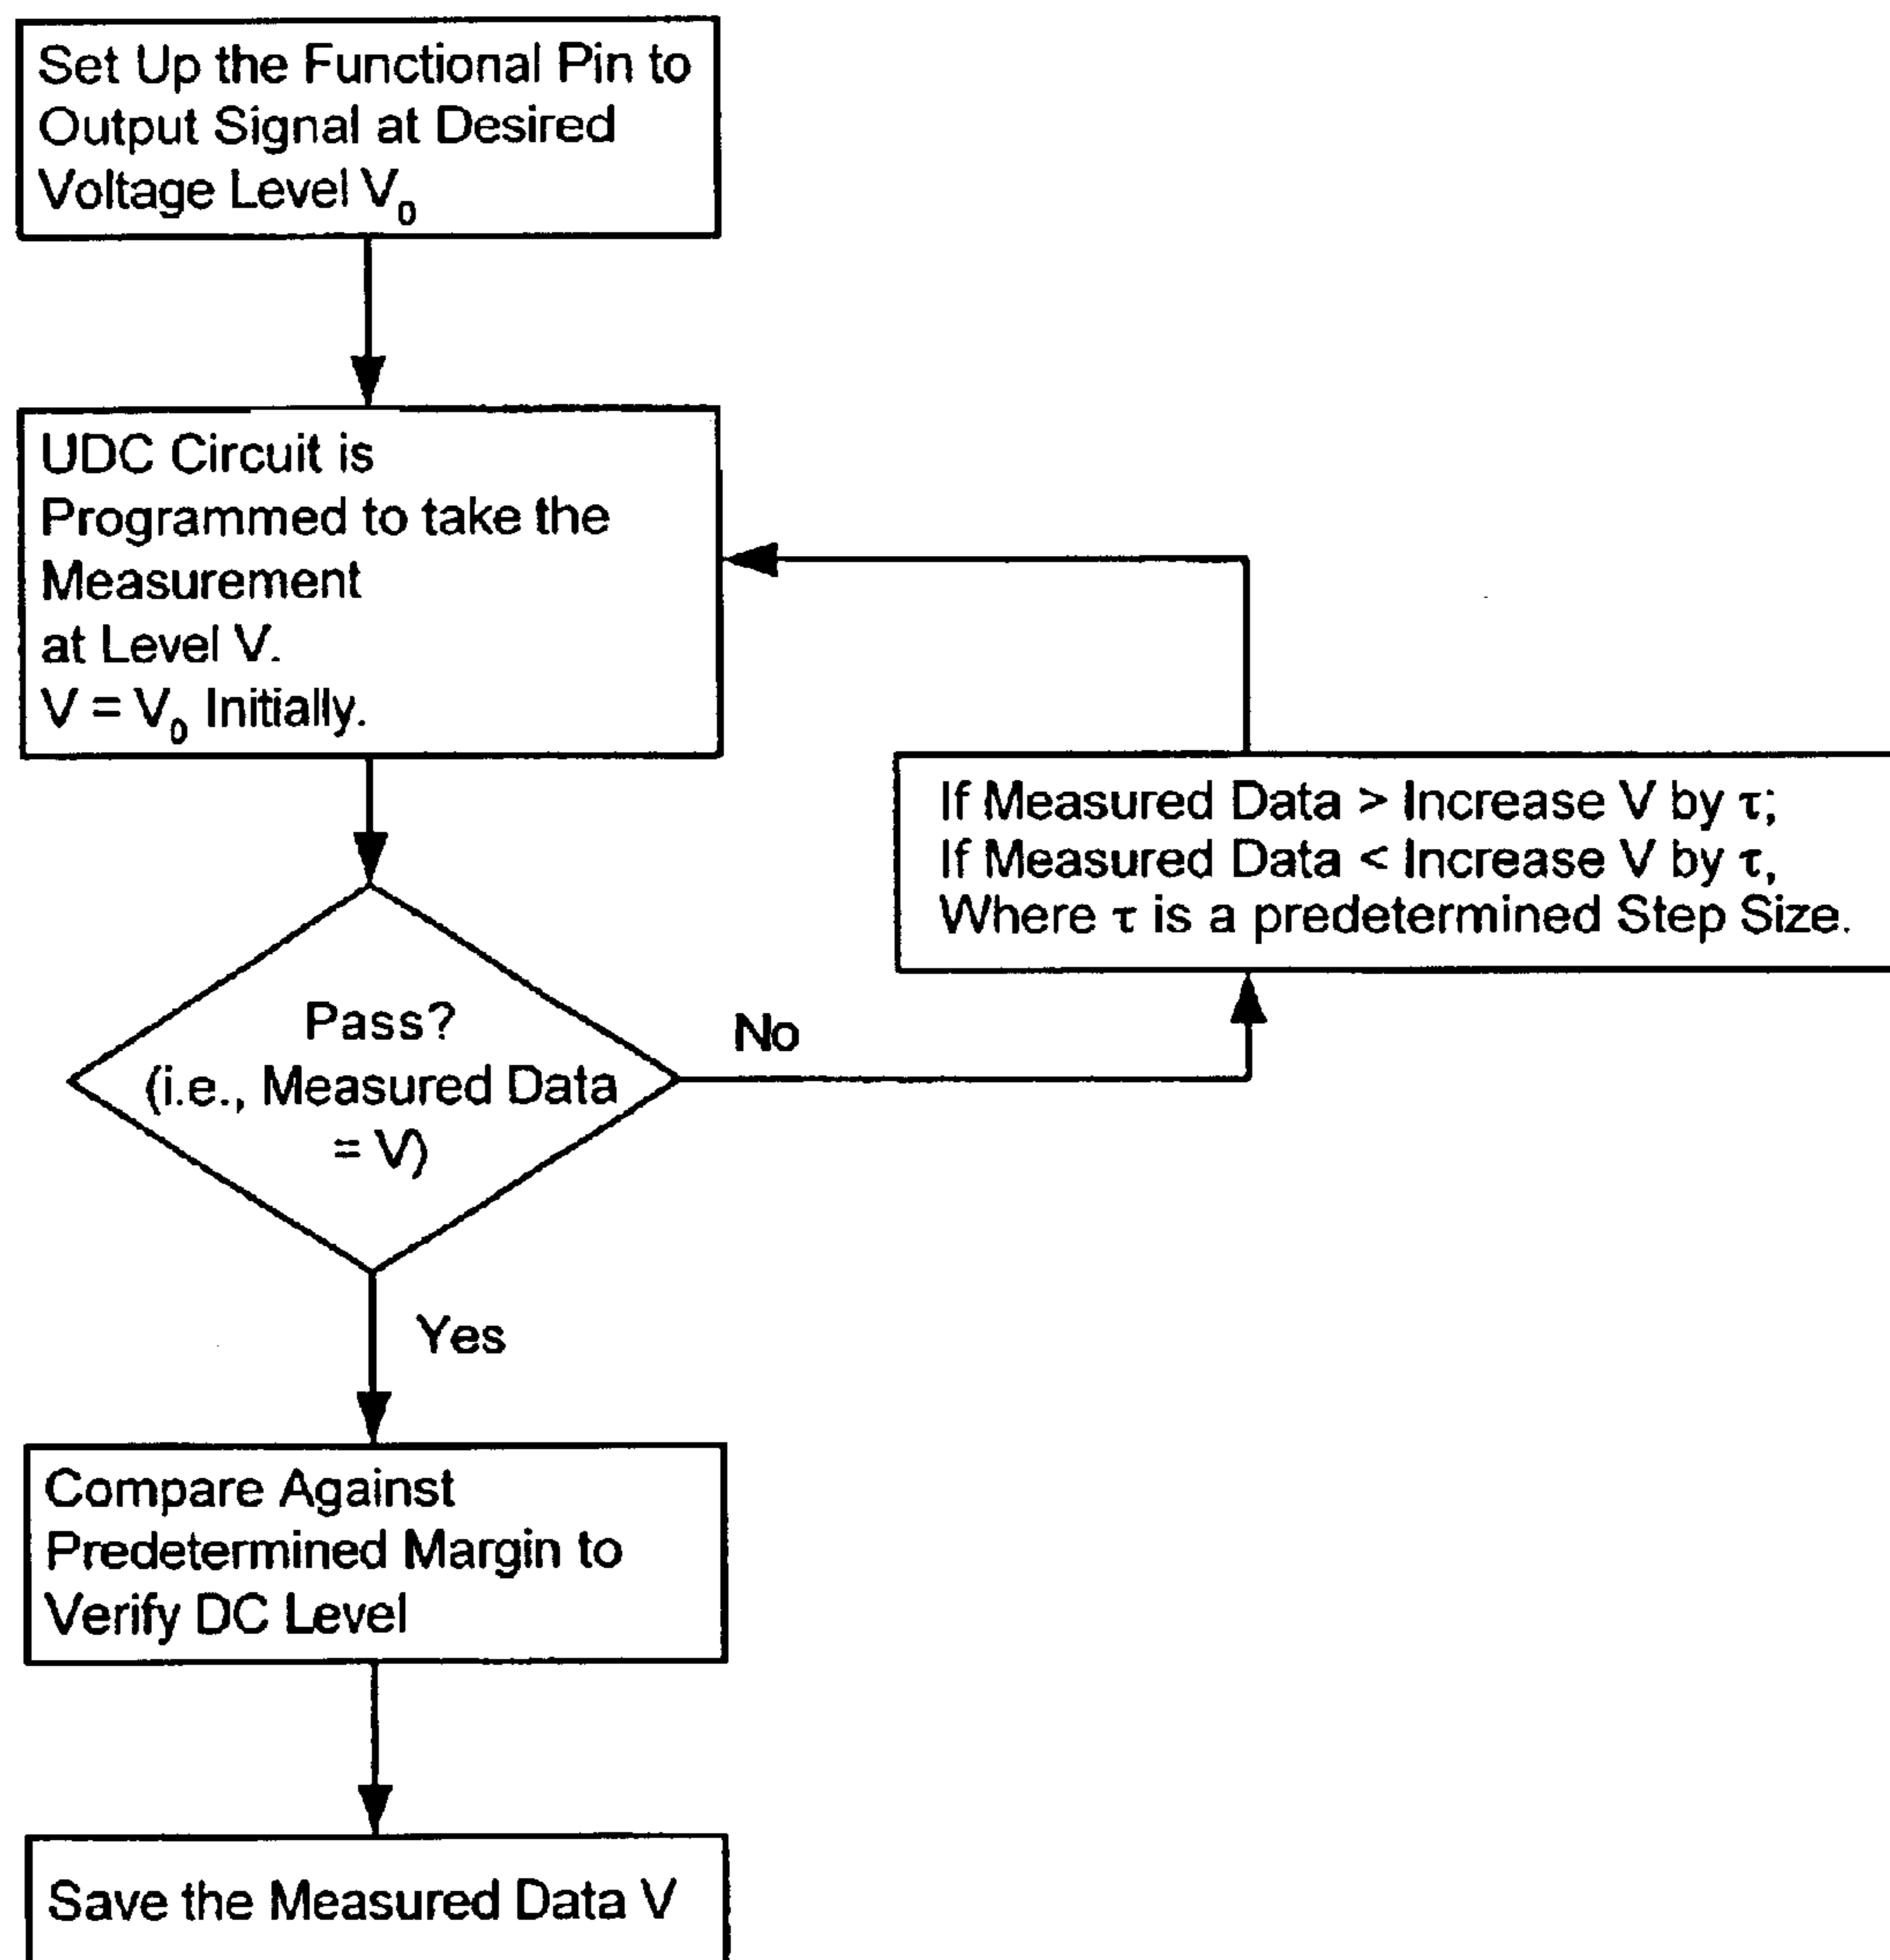 Set Up the Functional Pin to
Output Signal at Desired
Voltage Level V₀
UDC Circuit is
Programmed to take the
Measurement
at Level V.
V = V₀ Initially.
If Measured Data > Increase V by τ;
If Measured Data < Increase V by τ,
Where τ is a predetermined Step Size.
Pass?
(i.e., Measured Data
= V)
No
Yes
Compare Against
Predetermined Margin to
Verify DC Level
Save the Measured Data V